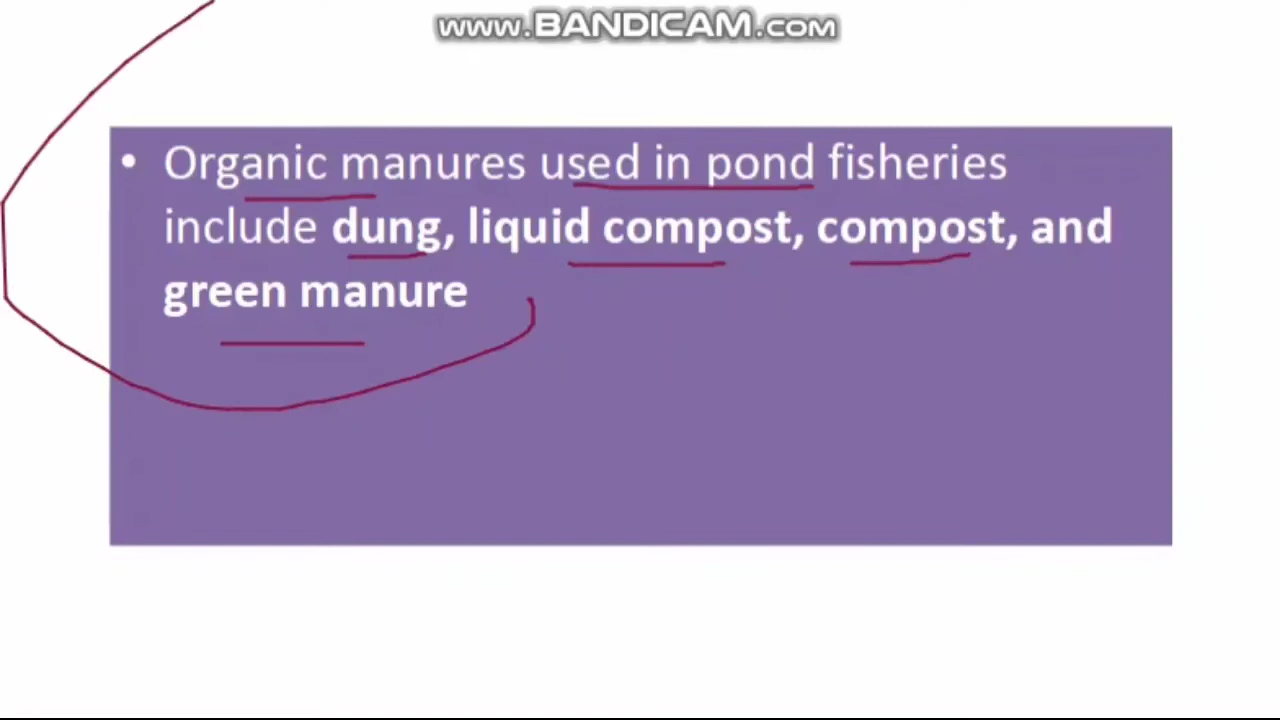 www.BANDICAM.com
• Organic manures used in pond fisheries
include dung, liquid compost, compost, and
green manure